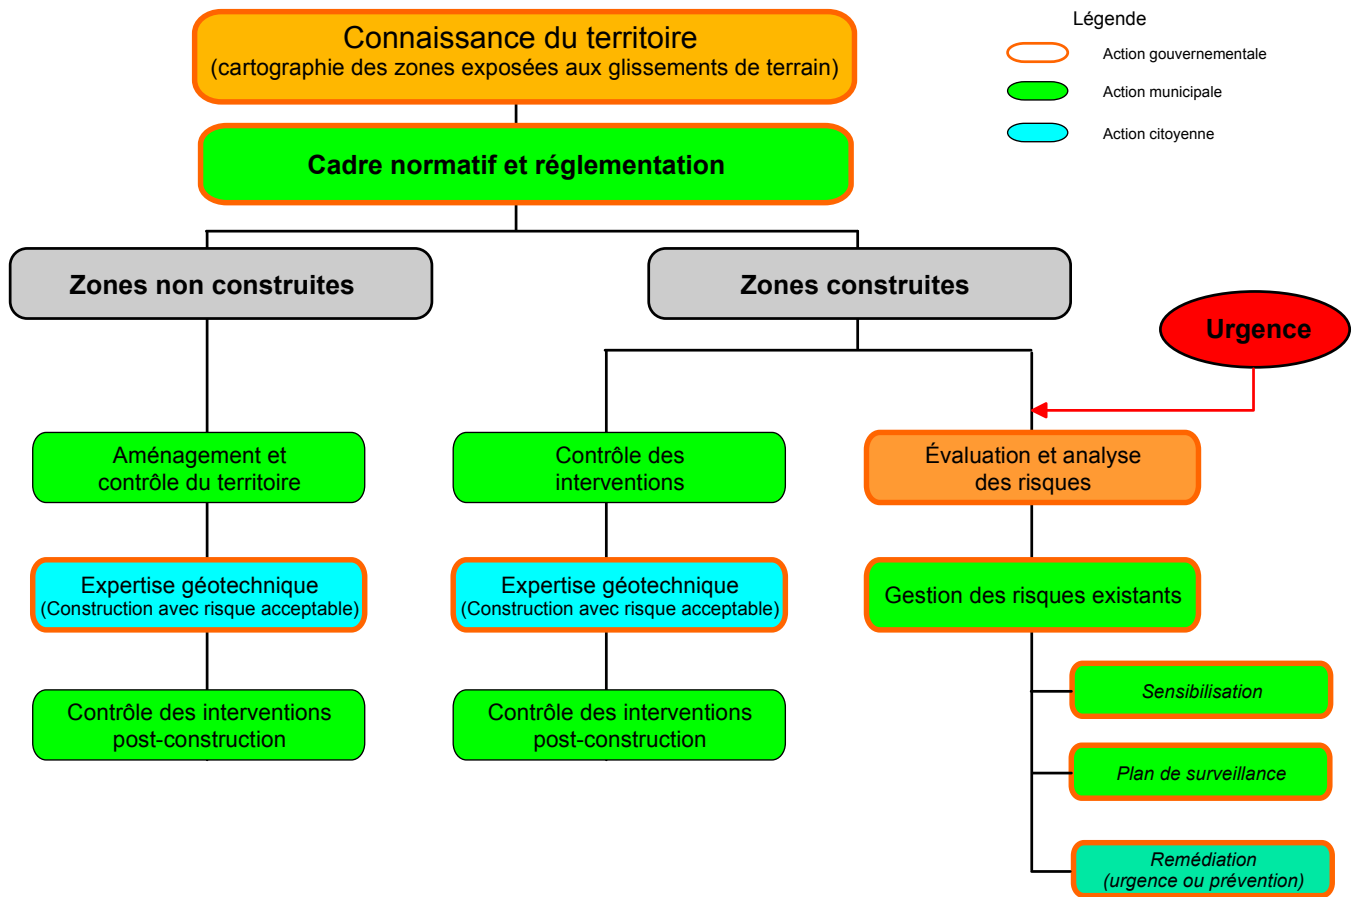 Connaissance du territoire
(cartographie des zones exposées aux glissements de terrain)
Légende
Action gouvernementale
Action municipale
Action citoyenne
Cadre normatif et réglementation
Zones non construites
Zones construites
Urgence
Aménagement et
contrôle du territoire
Contrôle des
interventions
Évaluation et analyse
des risques
Expertise géotechnique
(Construction avec risque acceptable)
Expertise géotechnique
(Construction avec risque acceptable)
Gestion des risques existants
Contrôle des interventions
post-construction
Contrôle des interventions
post-construction
Sensibilisation
Plan de surveillance
Remédiation
(urgence ou prévention)